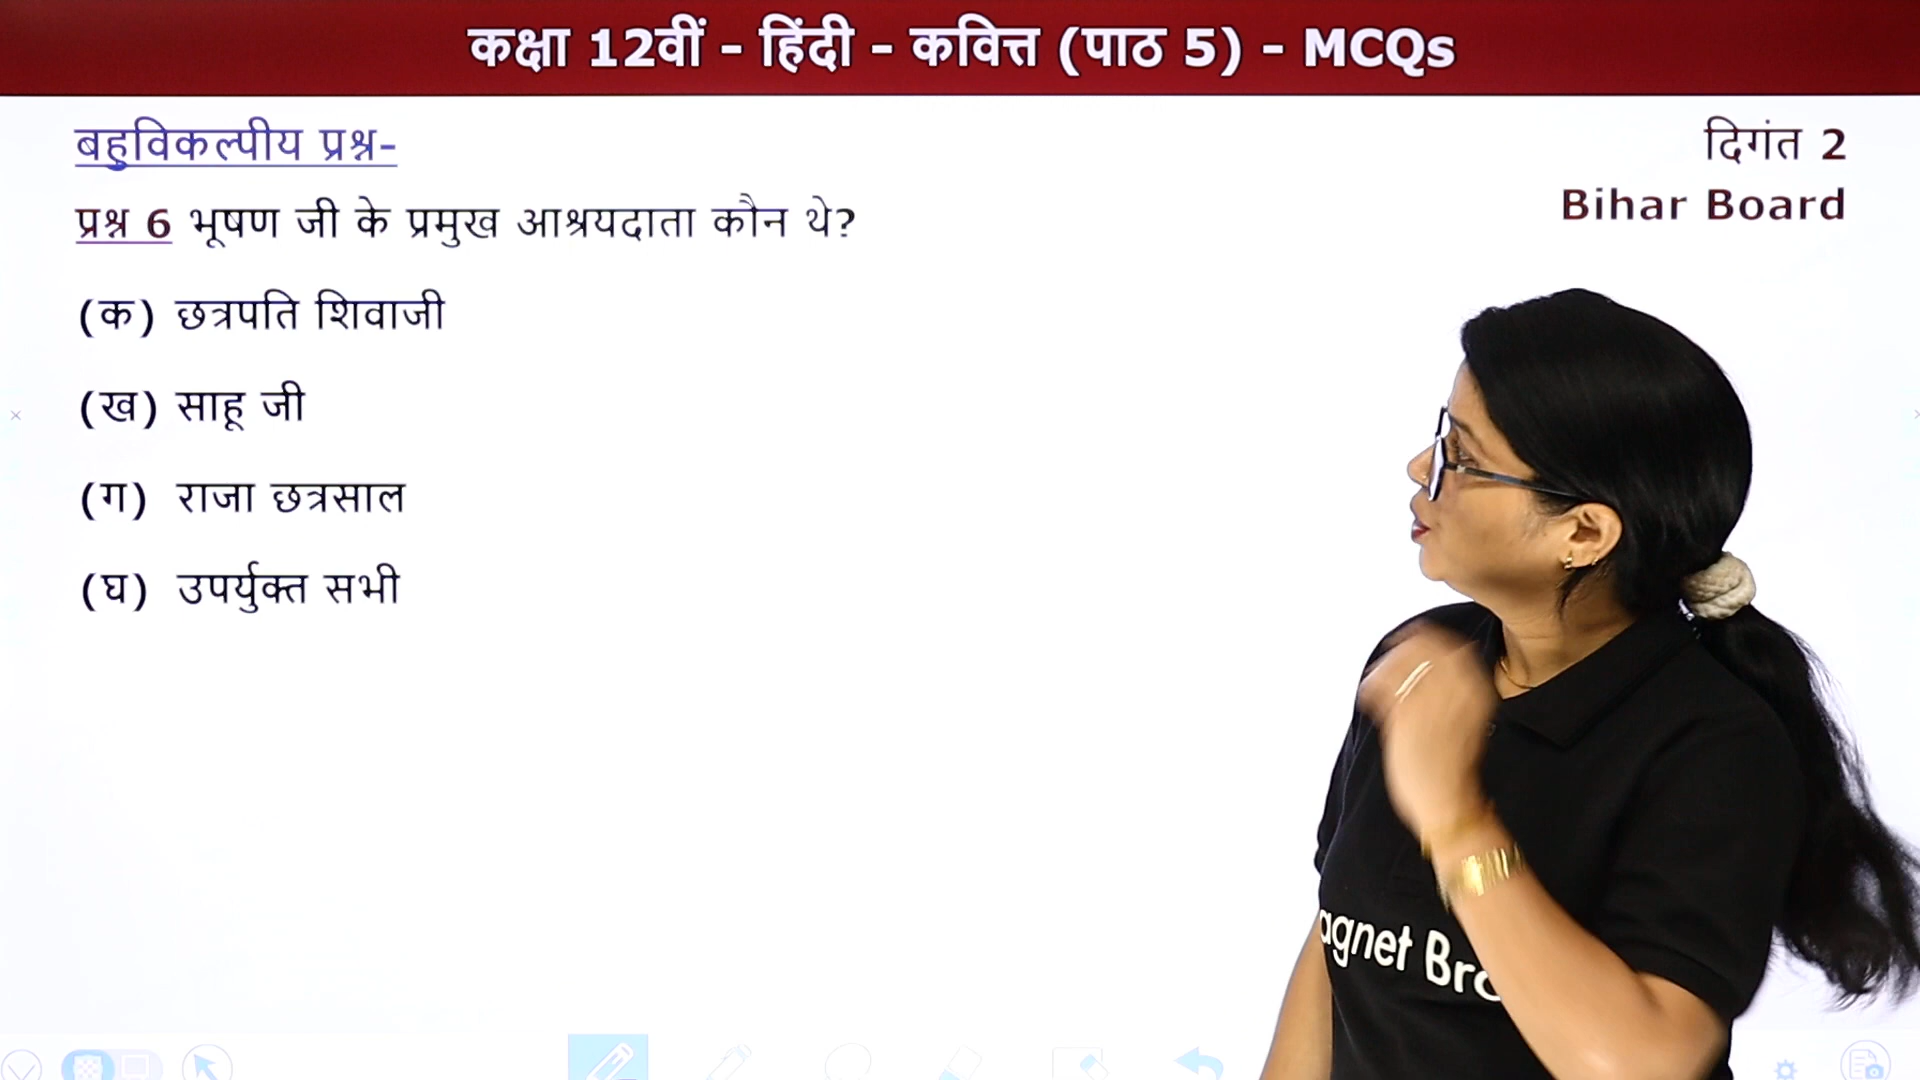 कक्षा 12वीं - हिंदी - कवित्त (पाठ 5) - MCQs
बहुविकल्पीय प्रश्न-
दिगंत 2
Bihar Board
प्रश्न 6 भूषण जी के प्रमुख आश्रयदाता कौन थे?
(क) छत्रपति शिवाजी
(ख) साहू जी
(ग) राजा छत्रसाल
(घ) उपर्युक्त सभी
agnet Bro